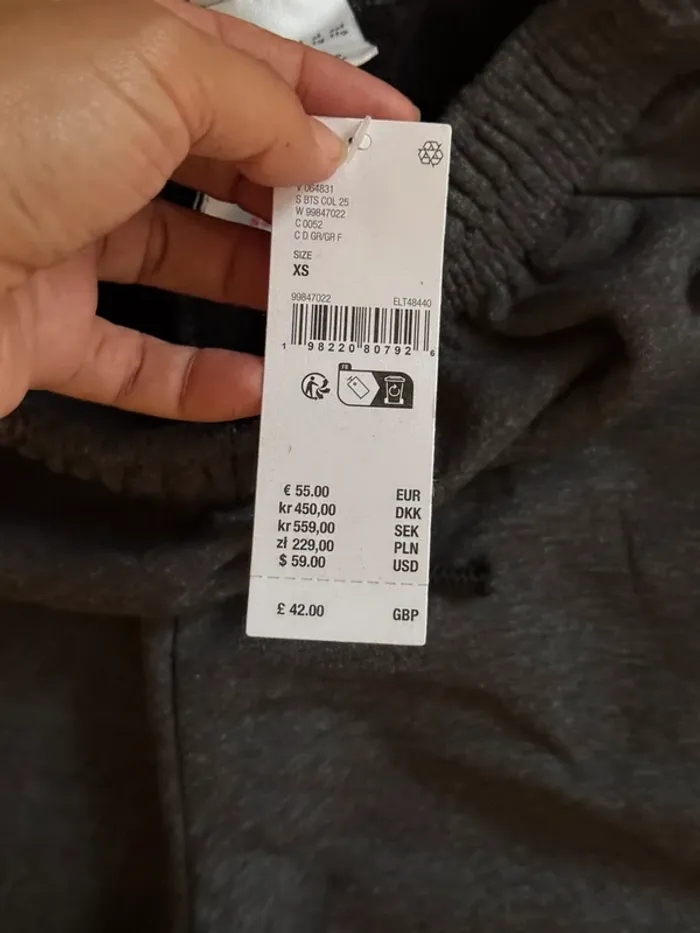 V 064831
S BTS COL 25
W 99847022
C 0052
C D GR/GR F
SIZE
XS
99847022 ELT48440
1 98220 80792 6
FR
€ 55.00 EUR
kr 450,00 DKK
kr 559,00 SEK
zł 229,00 PLN
$ 59.00 USD
£ 42.00 GBP